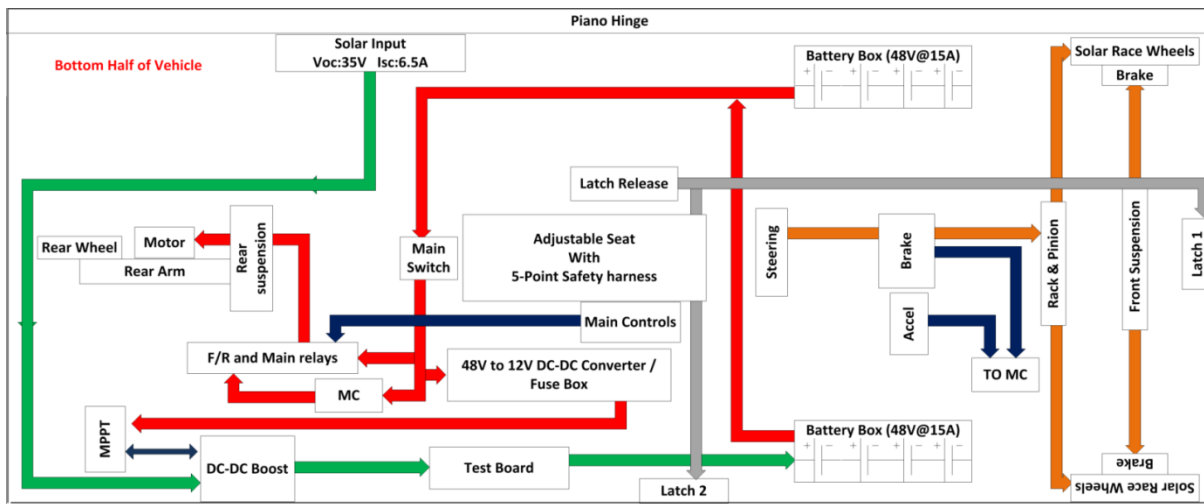 Piano Hinge
Solar Input
Voc:35V Isc:6.5A
Bottom Half of Vehicle
Battery Box (48V@15A)
+ - + - + - + -
Solar Race Wheels
Brake
Latch Release
Adjustable Seat
With
5-Point Safety harness
Main
Switch
Motor
Rear Wheel
Rear Arm
Rear
suspension
Steering
Brake
Accel
Rack & Pinion
Front Suspension
Latch 1
Main Controls
F/R and Main relays
MC
48V to 12V DC-DC Converter /
Fuse Box
TO MC
MPPT
DC-DC Boost
Test Board
Latch 2
Battery Box (48V@15A)
+ - + - + - + -
Brake
Solar Race Wheels